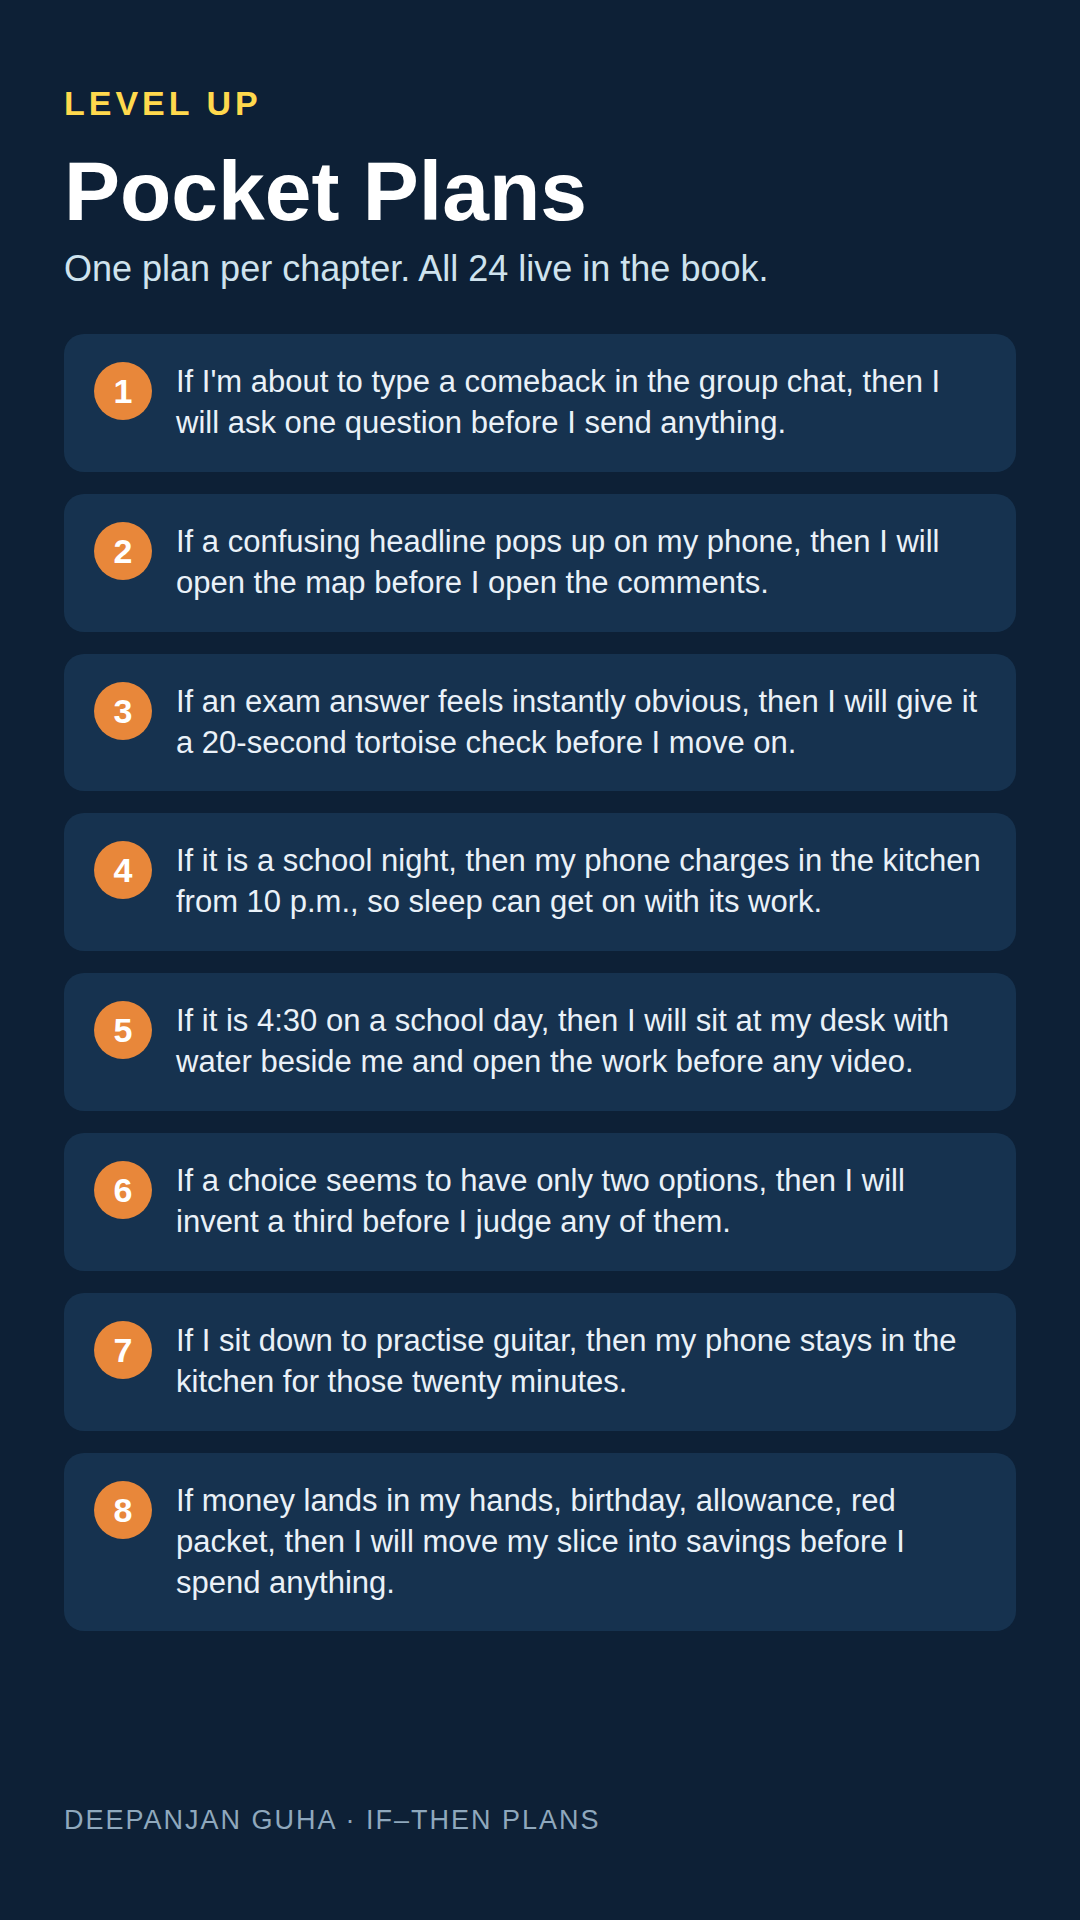 LEVEL UP
Pocket Plans
One plan per chapter. All 24 live in the book.
1
If I'm about to type a comeback in the group chat, then I
will ask one question before I send anything.
2
If a confusing headline pops up on my phone, then I will
open the map before I open the comments.
3
If an exam answer feels instantly obvious, then I will give it
a 20-second tortoise check before I move on.
4
If it is a school night, then my phone charges in the kitchen
from 10 p.m., so sleep can get on with its work.
5
If it is 4:30 on a school day, then I will sit at my desk with
water beside me and open the work before any video.
6
If a choice seems to have only two options, then I will
invent a third before I judge any of them.
7
If I sit down to practise guitar, then my phone stays in the
kitchen for those twenty minutes.
8
If money lands in my hands, birthday, allowance, red
packet, then I will move my slice into savings before I
spend anything.
DEEPANJAN GUHA · IF–THEN PLANS